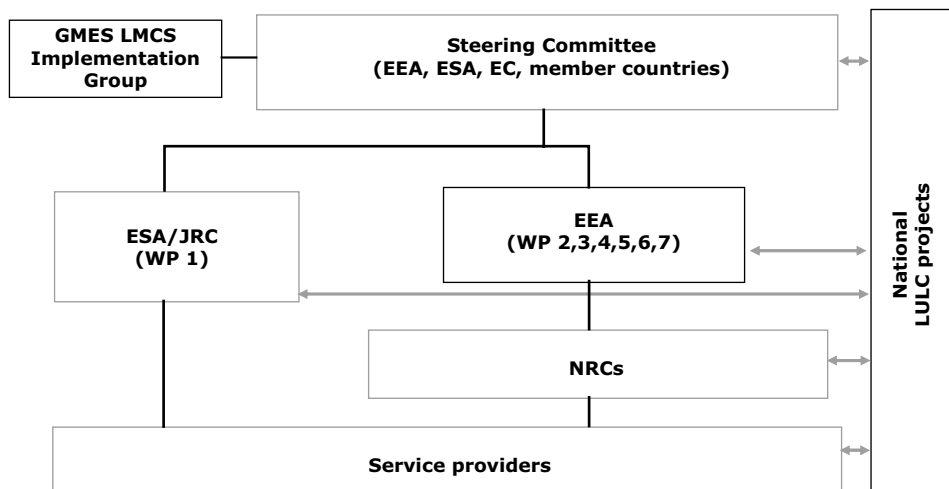 GMES LMCS
Implementation
Group
Steering Committee
(EEA, ESA, EC, member countries)
ESA/JRC
(WP 1)
EEA
(WP 2,3,4,5,6,7)
NRCs
Service providers
National
LULC projects